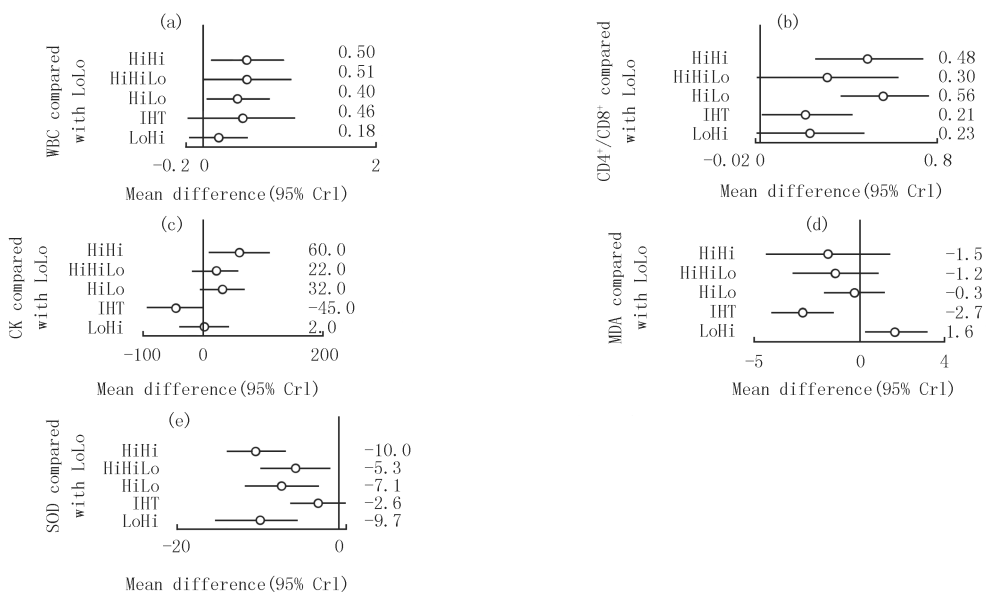 (a)
WBC compared
with LoLo
HiHi 0.50
HiHiLo 0.51
HiLo 0.40
IHT 0.46
LoHi 0.18
-0.2 0 2
Mean difference(95% Crl)
(b)
CD4⁺/CD8⁺ compared
with LoLo
HiHi 0.48
HiHiLo 0.30
HiLo 0.56
IHT 0.21
LoHi 0.23
-0.02 0 0.8
Mean difference(95% Crl)
(c)
CK compared
with LoLo
HiHi 60.0
HiHiLo 22.0
HiLo 32.0
IHT -45.0
LoHi 2.0
-100 0 200
Mean difference(95% Crl)
(d)
MDA compared
with LoLo
HiHi -1.5
HiHiLo -1.2
HiLo -0.3
IHT -2.7
LoHi 1.6
-5 0 4
Mean difference(95% Crl)
(e)
SOD compared
with LoLo
HiHi -10.0
HiHiLo -5.3
HiLo -7.1
IHT -2.6
LoHi -9.7
-20 0
Mean difference(95% Crl)